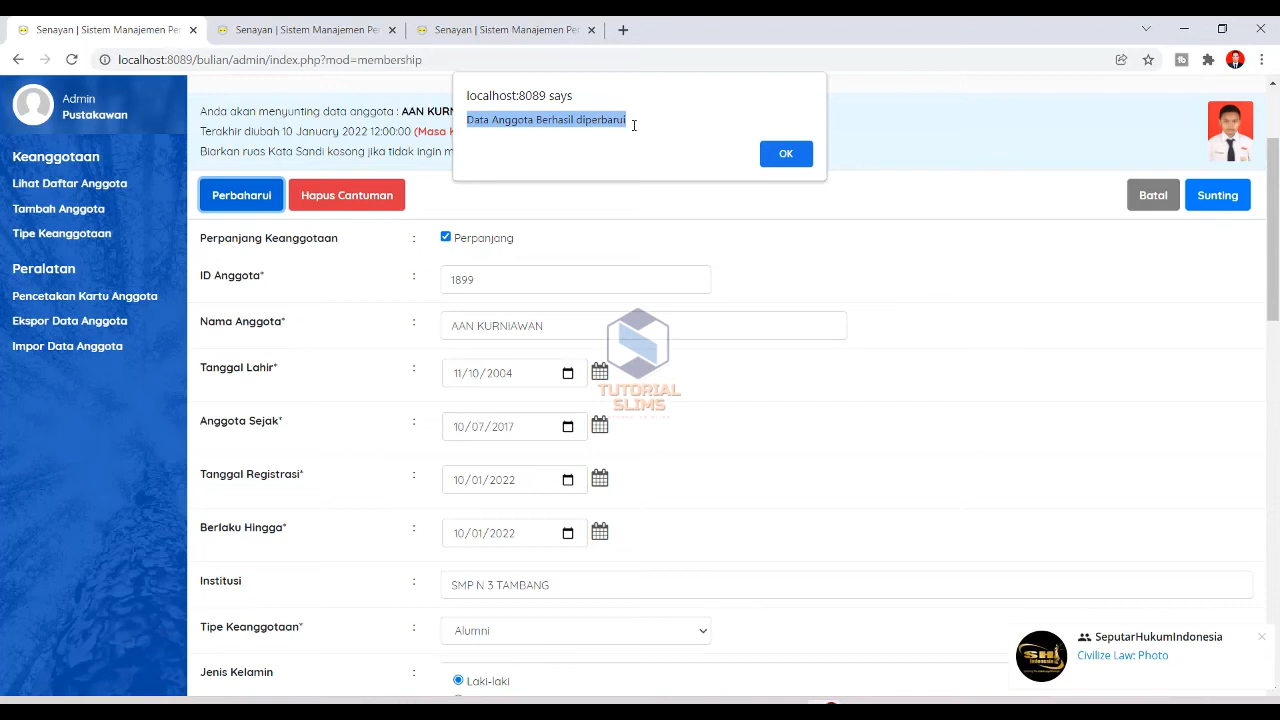 Senayan | Sistem Manajemen Pe
Senayan | Sistem Manajemen Pe
Senayan | Sistem Manajemen Pe
localhost:8089/bulian/admin/index.php?mod=membership
localhost:8089 says
Data Anggota Berhasil diperbarui
OK
Admin
Pustakawan
Keanggotaan
Lihat Daftar Anggota
Tambah Anggota
Tipe Keanggotaan
Peralatan
Pencetakan Kartu Anggota
Ekspor Data Anggota
Impor Data Anggota
Anda akan menyunting data anggota : AAN KURN
Terakhir diubah 10 January 2022 12:00:00 (Masa K
Biarkan ruas Kata Sandi kosong jika tidak ingin m
Perbaharui
Hapus Cantuman
Batal
Sunting
Perpanjang Keanggotaan : Perpanjang
ID Anggota* : 1899
Nama Anggota* : AAN KURNIAWAN
Tanggal Lahir* : 11/10/2004
Anggota Sejak* : 10/07/2017
Tanggal Registrasi* : 10/01/2022
Berlaku Hingga* : 10/01/2022
Institusi : SMP N 3 TAMBANG
Tipe Keanggotaan* : Alumni
Jenis Kelamin : Laki-laki
TUTORIAL
SLIMS
SeputarHukumIndonesia
Civilize Law: Photo